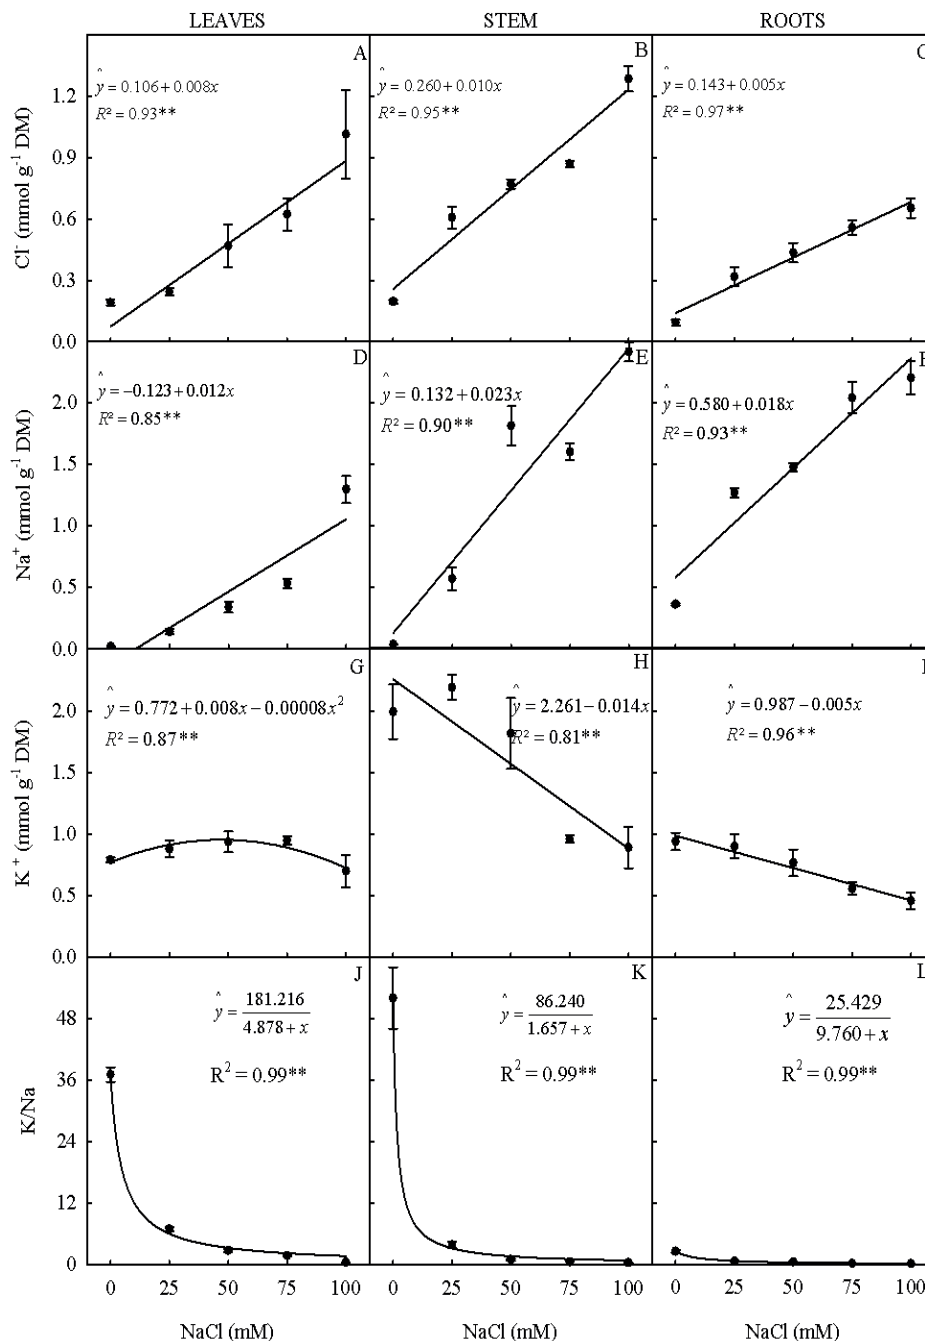 LEAVES STEM ROOTS
A B C
ŷ = 0.106 + 0.008x
R² = 0.93**
ŷ = 0.260 + 0.010x
R² = 0.95**
ŷ = 0.143 + 0.005x
R² = 0.97**
Cl⁻ (mmol g⁻¹ DM)
1.2
0.9
0.6
0.3
0.0
D E F
ŷ = −0.123 + 0.012x
R² = 0.85**
ŷ = 0.132 + 0.023x
R² = 0.90**
ŷ = 0.580 + 0.018x
R² = 0.93**
Na⁺ (mmol g⁻¹ DM)
2.0
1.5
1.0
0.5
0.0
G H I
ŷ = 0.772 + 0.008x − 0.00008x²
R² = 0.87**
ŷ = 2.261 − 0.014x
R² = 0.81**
ŷ = 0.987 − 0.005x
R² = 0.96**
K⁺ (mmol g⁻¹ DM)
2.0
1.5
1.0
0.5
0.0
J K L
ŷ = 181.216 / 4.878 + x
R² = 0.99**
ŷ = 86.240 / 1.657 + x
R² = 0.99**
ŷ = 25.429 / 9.760 + x
R² = 0.99**
K/Na
48
36
24
12
0
0 25 50 75 100 0 25 50 75 100 0 25 50 75 100
NaCl (mM) NaCl (mM) NaCl (mM)